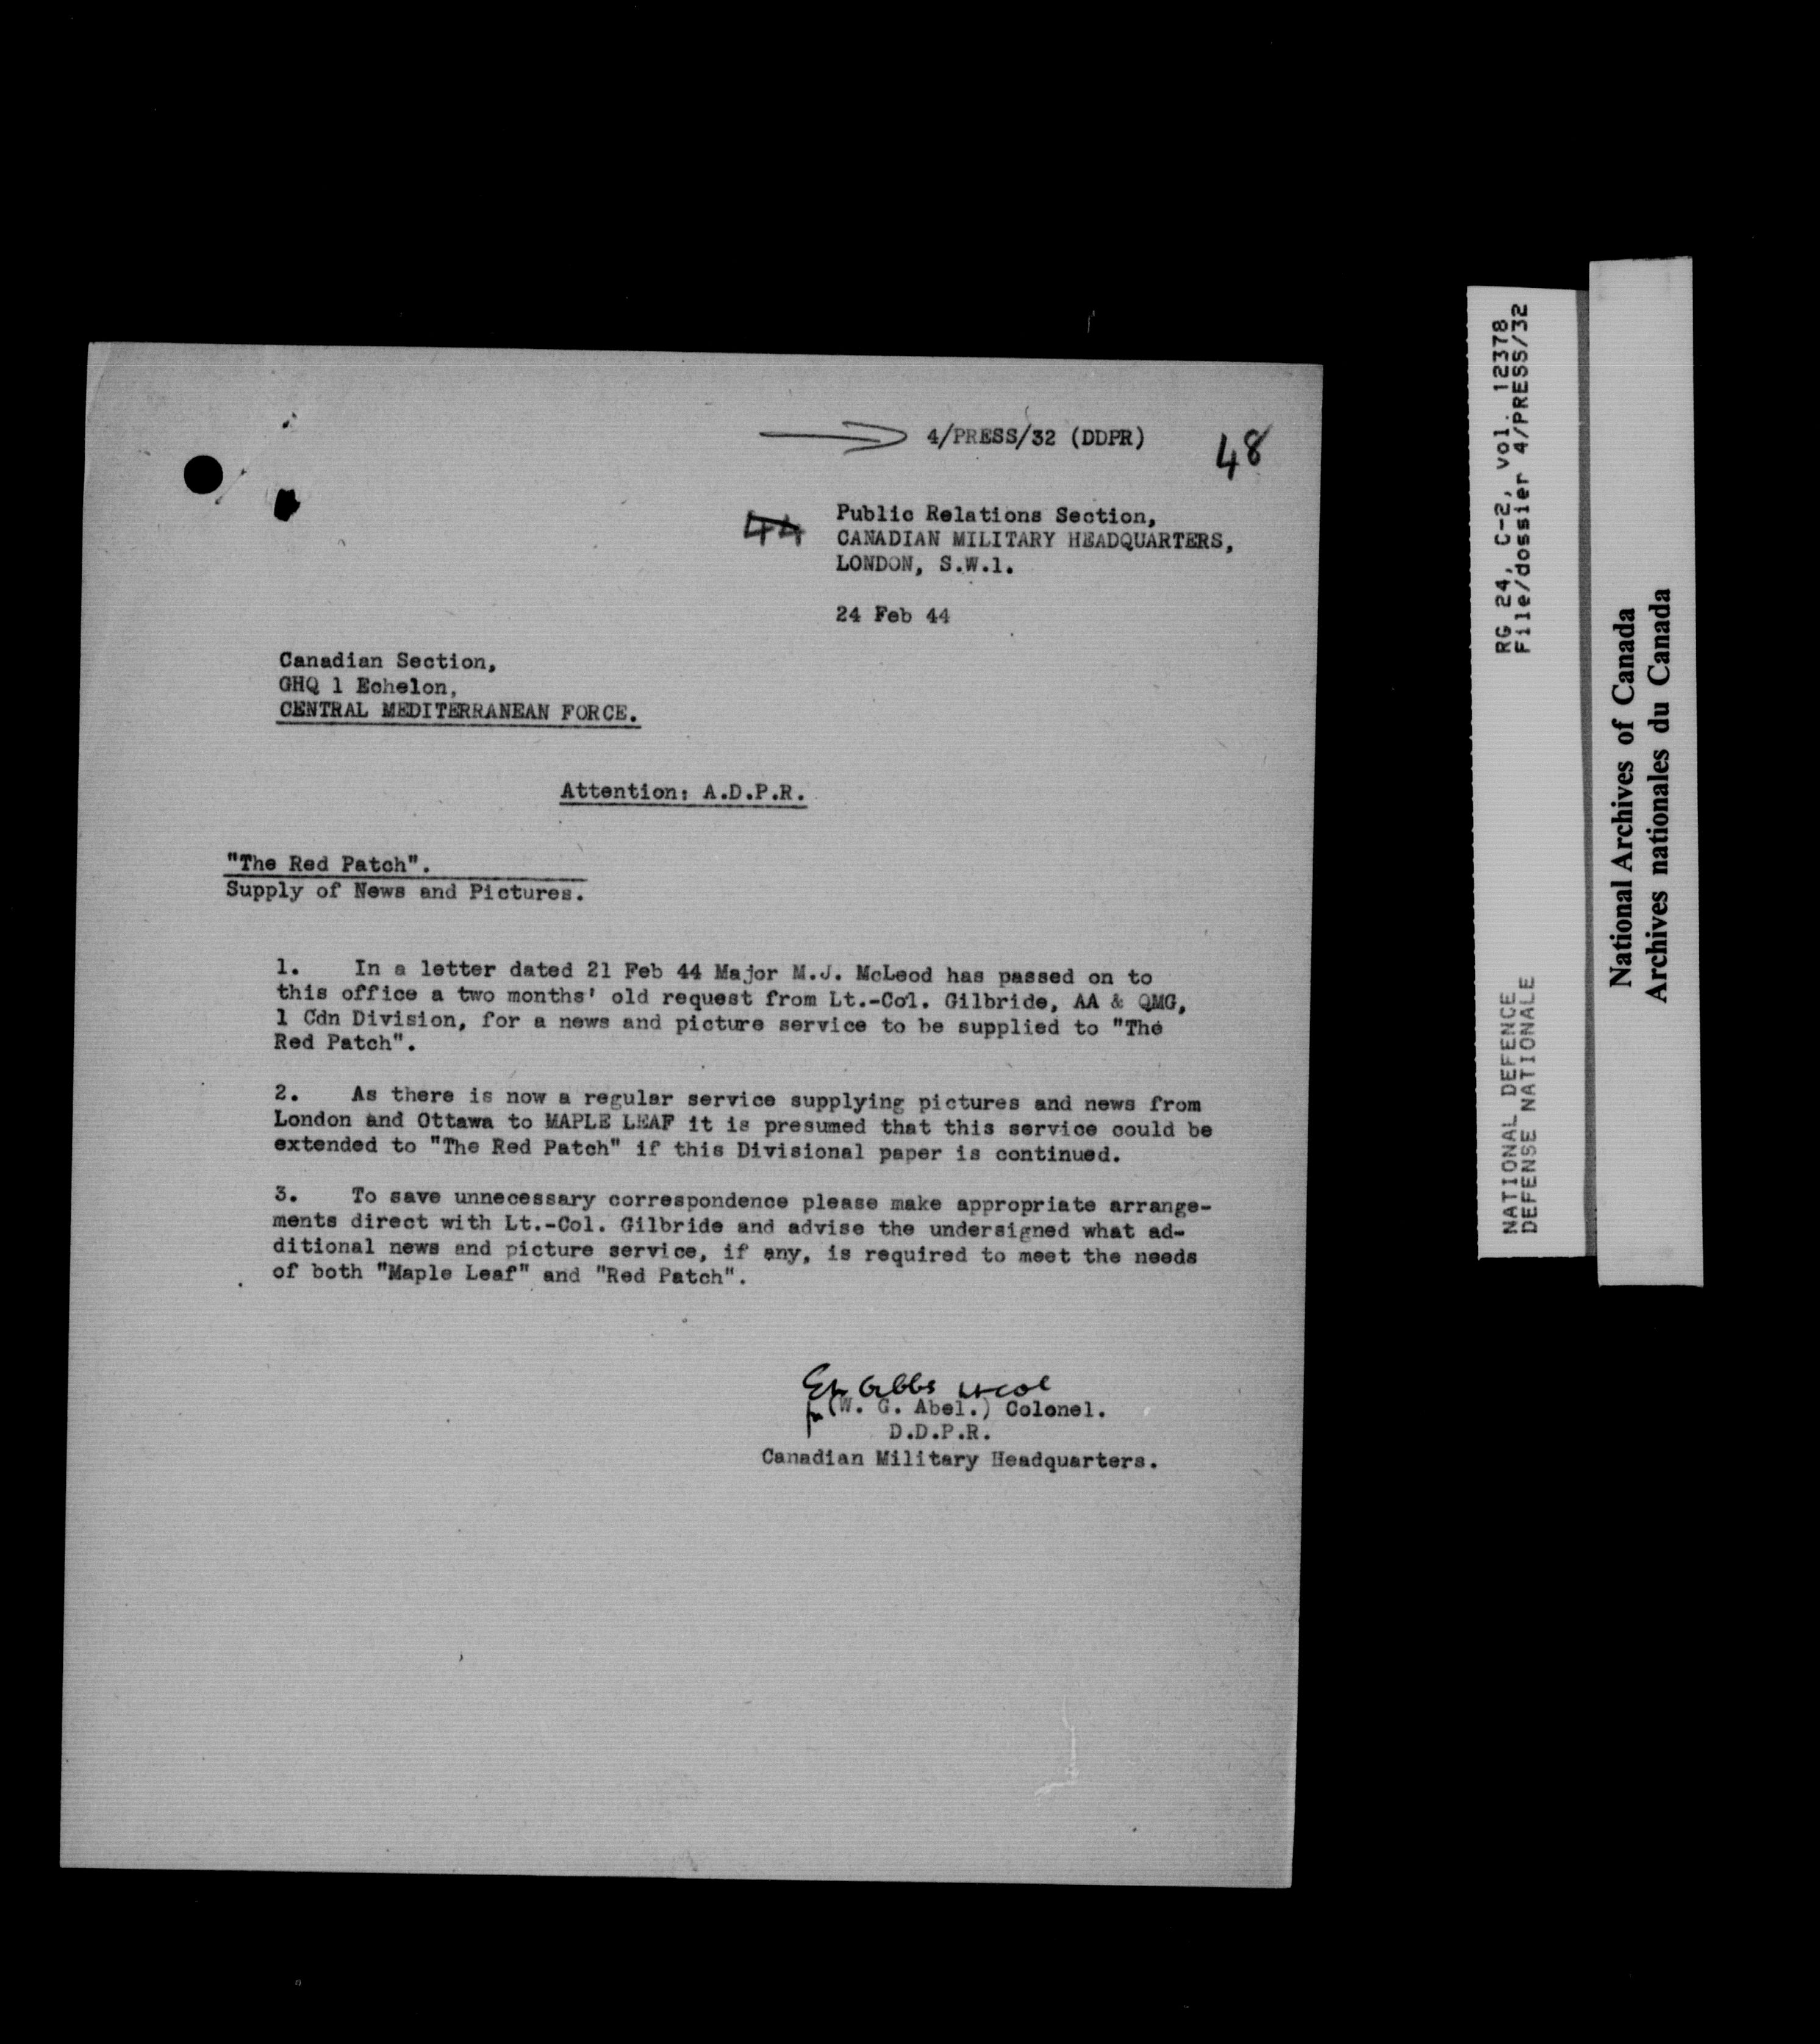 4/PRESS/32 (DDPR)
48
44
Public Relations Section,
CANADIAN MILITARY HEADQUARTERS,
LONDON, S.W.1.
24 Feb 44
Canadian Section,
GHQ 1 Echelon,
CENTRAL MEDITERRANEAN FORCE.
Attention: A.D.P.R.
"The Red Patch".
Supply of News and Pictures.
1. In a letter dated 21 Feb 44 Major M.J. McLeod has passed on to
this office a two months' old request from Lt.-Col. Gilbride, AA & QMG,
1 Cdn Division, for a news and picture service to be supplied to "The
Red Patch".
2. As there is now a regular service supplying pictures and news from
London and Ottawa to MAPLE LEAF it is presumed that this service could be
extended to "The Red Patch" if this Divisional paper is continued.
3. To save unnecessary correspondence please make appropriate arrange-
ments direct with Lt.-Col. Gilbride and advise the undersigned what ad-
ditional news and picture service, if any, is required to meet the needs
of both "Maple Leaf" and "Red Patch".
Gibbs Lt Col
for (W. G. Abel.) Colonel.
D.D.P.R.
Canadian Military Headquarters.
RG 24, C-2, vol. 12378
File/dossier 4/PRESS/32
NATIONAL DEFENCE
DEFENSE NATIONALE
National Archives of Canada
Archives nationales du Canada